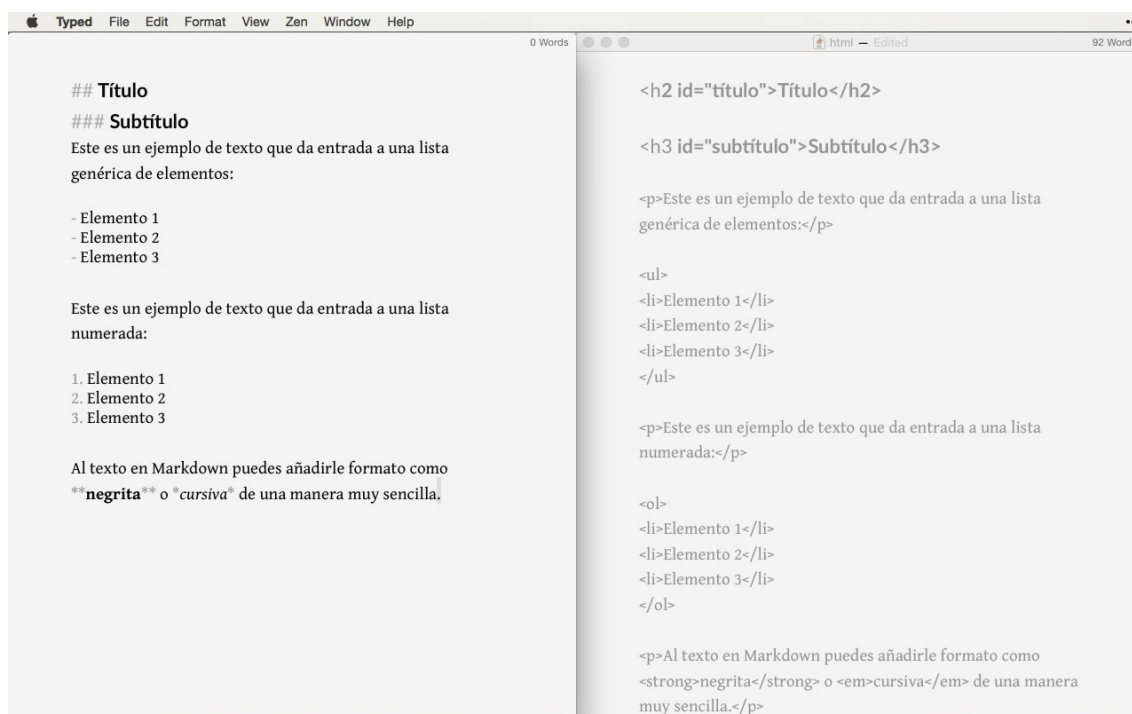 Typed File Edit Format View Zen Window Help
0 Words
## Título
### Subtítulo
Este es un ejemplo de texto que da entrada a una lista
genérica de elementos:
- Elemento 1
- Elemento 2
- Elemento 3
Este es un ejemplo de texto que da entrada a una lista
numerada:
1. Elemento 1
2. Elemento 2
3. Elemento 3
Al texto en Markdown puedes añadirle formato como
**negrita** o *cursiva* de una manera muy sencilla.
html — Edited
92 Word
<h2 id="título">Título</h2>
<h3 id="subtítulo">Subtítulo</h3>
<p>Este es un ejemplo de texto que da entrada a una lista
genérica de elementos:</p>
<ul>
<li>Elemento 1</li>
<li>Elemento 2</li>
<li>Elemento 3</li>
</ul>
<p>Este es un ejemplo de texto que da entrada a una lista
numerada:</p>
<ol>
<li>Elemento 1</li>
<li>Elemento 2</li>
<li>Elemento 3</li>
</ol>
<p>Al texto en Markdown puedes añadirle formato como
<strong>negrita</strong> o <em>cursiva</em> de una manera
muy sencilla.</p>